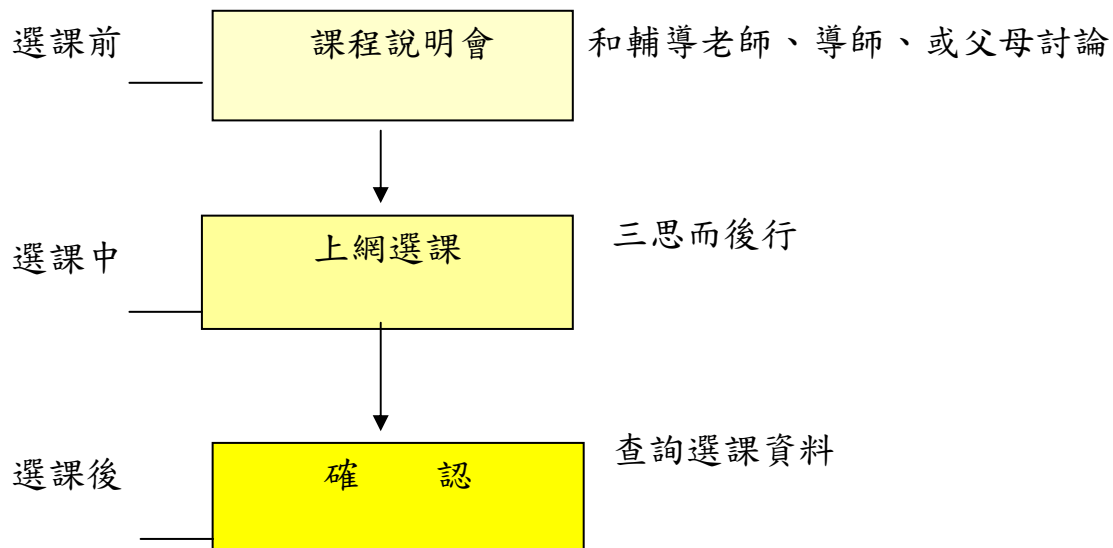 選課前 課程說明會 和輔導老師、導師、或父母討論
選課中 上網選課 三思而後行
選課後 確 認 查詢選課資料